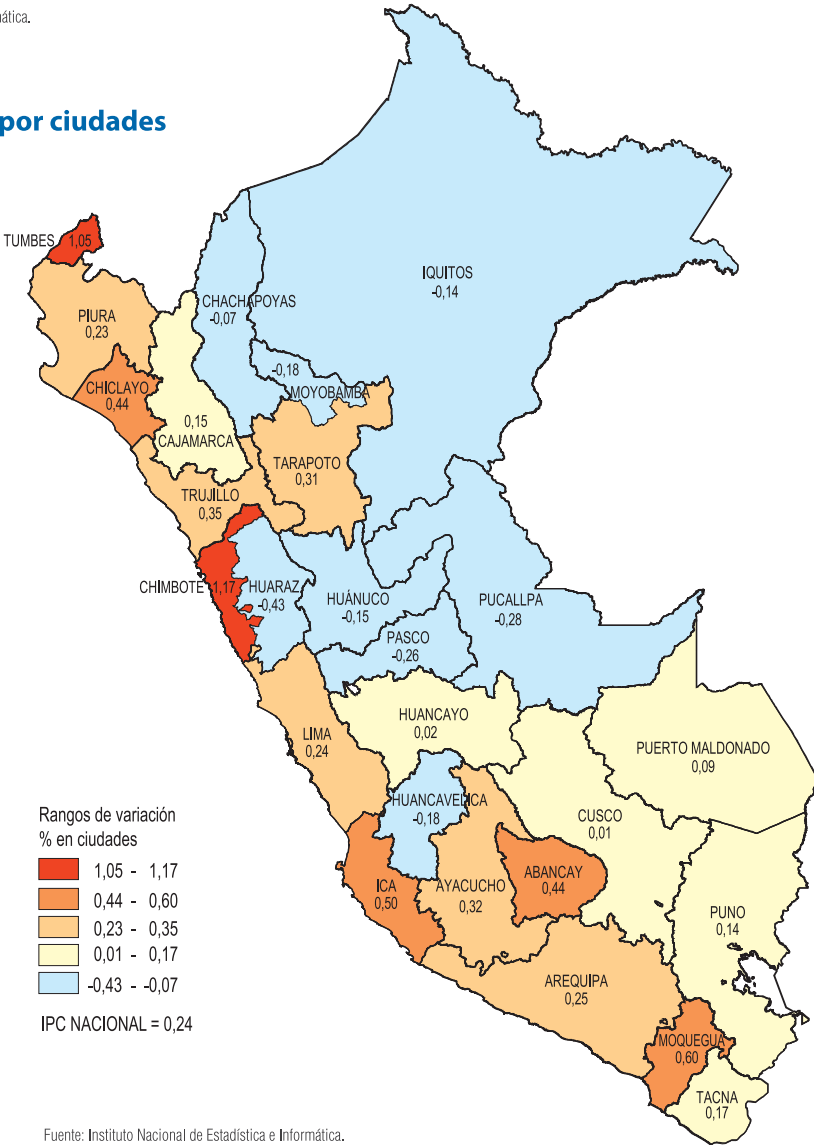 por ciudades
TUMBES 1,05
IQUITOS
-0,14
CHACHAPOYAS
-0,07
PIURA
0,23
-0,18
MOYOBAMBA
CHICLAYO
0,44
0,15
CAJAMARCA
TARAPOTO
0,31
TRUJILLO
0,35
CHIMBOTE 1,17
HUARAZ
-0,43
HUÁNUCO
-0,15
PUCALLPA
-0,28
PASCO
-0,26
HUANCAYO
0,02
LIMA
0,24
PUERTO MALDONADO
0,09
HUANCAVELICA
-0,18
CUSCO
0,01
ABANCAY
0,44
ICA
0,50
AYACUCHO
0,32
PUNO
0,14
AREQUIPA
0,25
MOQUEGUA
0,60
TACNA
0,17
Rangos de variación
% en ciudades
1,05 - 1,17
0,44 - 0,60
0,23 - 0,35
0,01 - 0,17
-0,43 - -0,07
IPC NACIONAL = 0,24
Fuente: Instituto Nacional de Estadística e Informática.